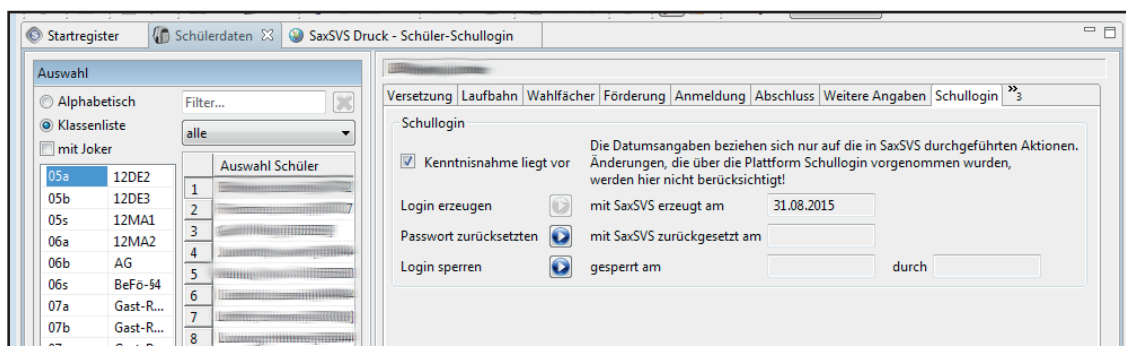 Startregister
Schülerdaten
SaxSVS Druck - Schüler-Schullogin
Auswahl
Alphabetisch
Klassenliste
mit Joker
Filter...
alle
Auswahl Schüler
05a 12DE2
05b 12DE3
05s 12MA1
06a 12MA2
06b AG
06s BeFö-§4
07a Gast-R...
07b Gast-R...
1
2
3
4
5
6
7
8
Versetzung Laufbahn Wahlfächer Förderung Anmeldung Abschluss Weitere Angaben Schullogin »3
Schullogin
Kenntnisnahme liegt vor
Die Datumsangaben beziehen sich nur auf die in SaxSVS durchgeführten Aktionen.
Änderungen, die über die Plattform Schullogin vorgenommen wurden,
werden hier nicht berücksichtigt!
Login erzeugen mit SaxSVS erzeugt am 31.08.2015
Passwort zurücksetzten mit SaxSVS zurückgesetzt am
Login sperren gesperrt am durch